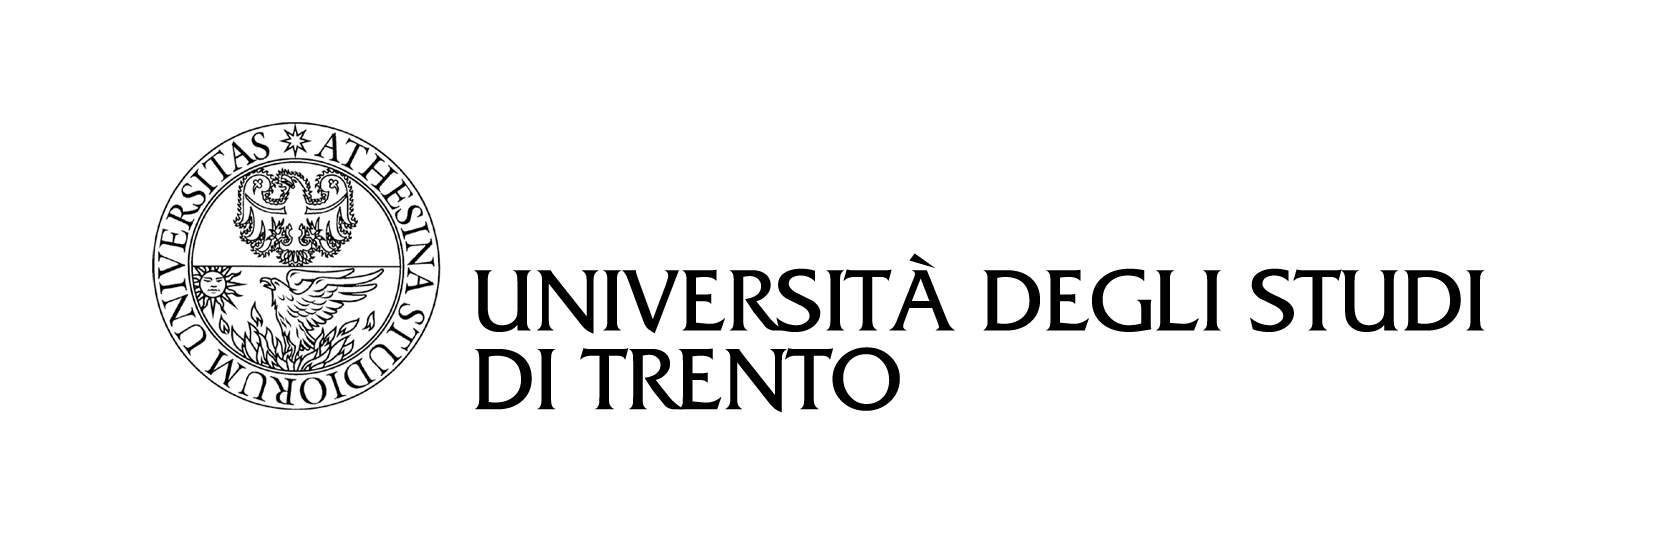 UNIVERSITAS ATHESINA STUDIORUM
UNIVERSITÀ DEGLI STUDI
DI TRENTO